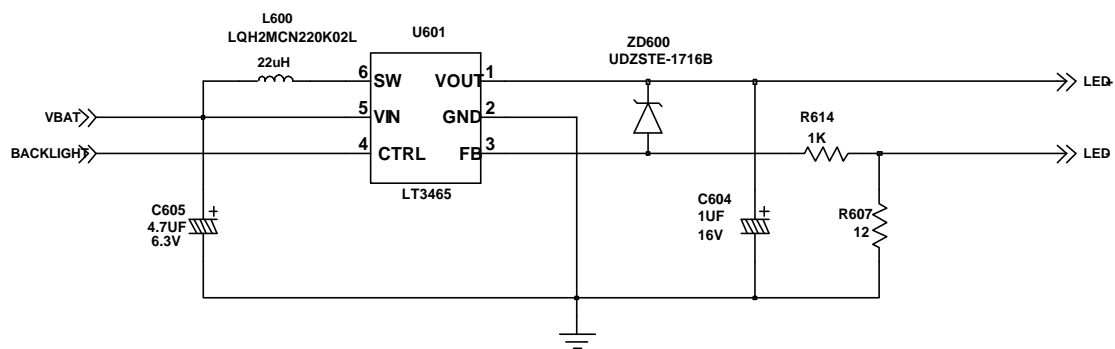 L600
LQH2MCN220K02L
22uH
U601
ZD600
UDZSTE-1716B
6 SW VOUT 1
LED+
VBAT
5 VIN GND 2
R614
1K
BACKLIGHT
4 CTRL FB 3
LED-
LT3465
C605
4.7UF
6.3V
C604
1UF
16V
R607
12
+
+